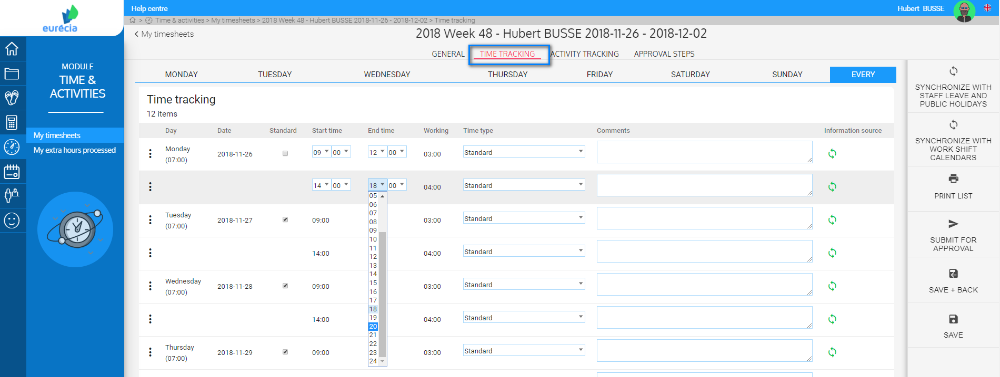 eurécia
Help centre
Hubert BUSSE
> Time & activities > My timesheets > 2018 Week 48 - Hubert BUSSE 2018-11-26 - 2018-12-02 > Time tracking
My timesheets
2018 Week 48 - Hubert BUSSE 2018-11-26 - 2018-12-02
GENERAL TIME TRACKING ACTIVITY TRACKING APPROVAL STEPS
MODULE
TIME &
ACTIVITIES
My timesheets
My extra hours processed
MONDAY TUESDAY WEDNESDAY THURSDAY FRIDAY SATURDAY SUNDAY EVERY
Time tracking
12 items
Day Date Standard Start time End time Working Time type Comments Information source
Monday
(07:00) 2018-11-26 09 00 12 00 03:00 Standard
14 00 18 00 04:00 Standard
Tuesday
(07:00) 2018-11-27 09:00 03:00 Standard
14:00 04:00 Standard
Wednesday
(07:00) 2018-11-28 09:00 03:00 Standard
14:00 04:00 Standard
Thursday
(07:00) 2018-11-29 09:00 03:00 Standard
05
06
07
08
09
10
11
12
13
14
15
16
17
18
19
20
21
22
23
24
SYNCHRONIZE WITH
STAFF LEAVE AND
PUBLIC HOLIDAYS
SYNCHRONIZE WITH
WORK SHIFT
CALENDARS
PRINT LIST
SUBMIT FOR
APPROVAL
SAVE + BACK
SAVE